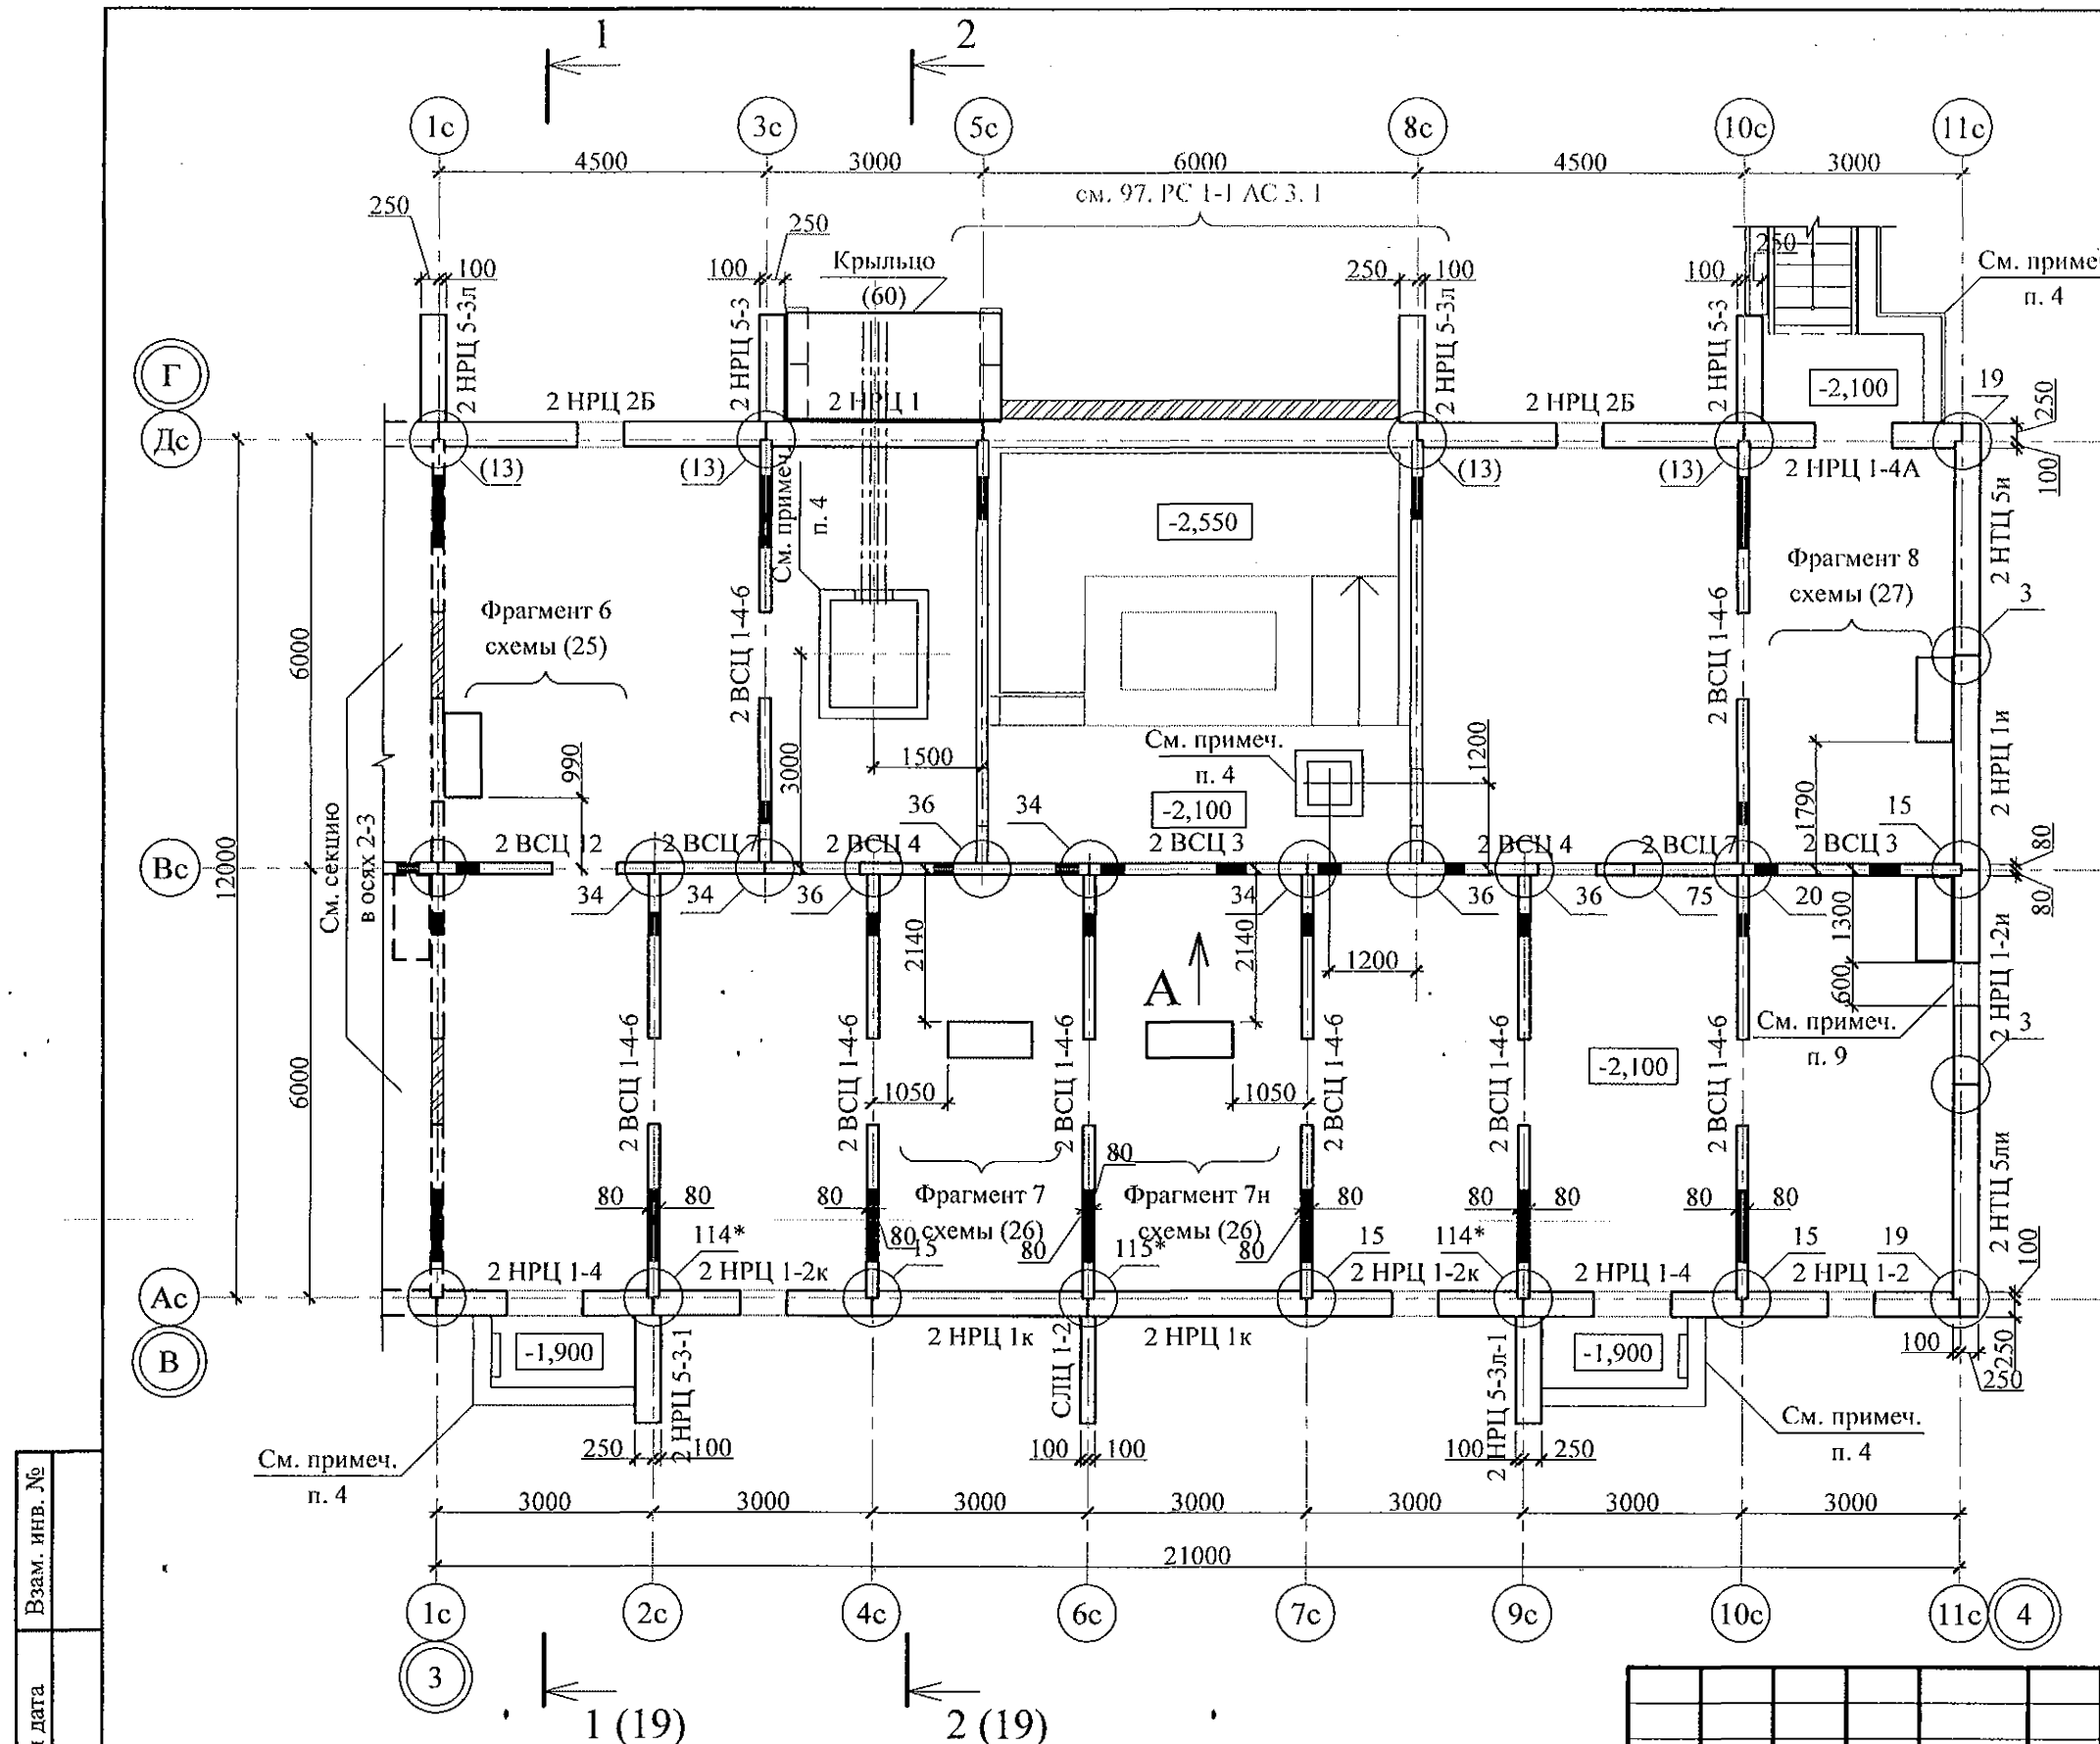 1
2
1с
3с
5с
8с
10с
11с
4500
3000
6000
4500
3000
см. 97. РС 1-1 АС 3. 1
250
250
250
100
100
Крыльцо
(60)
250
100
100
См. приме
п. 4
2 НРЦ 5-3л
2 НРЦ 5-3
2 НРЦ 5-3л
2 НРЦ 5-3
Г
-2,100
19
250
2 НРЦ 2Б
2 НРЦ 1
2 НРЦ 2Б
Дс
(13)
(13)
(13)
(13)
2 НРЦ 1-4А
100
См. примеч.
п. 4
-2,550
2 НТЦ 5и
Фрагмент 6
схемы (25)
Фрагмент 8
схемы (27)
3
6000
2 ВСЦ 1-4-6
2 ВСЦ 1-4-6
990
3000
1500
См. примеч.
п. 4
1200
1790
2 НРЦ 1и
36
34
-2,100
15
80
2 ВСЦ 12
2 ВСЦ 7
2 ВСЦ 4
2 ВСЦ 3
2 ВСЦ 4
2 ВСЦ 7
2 ВСЦ 3
Вс
12000
См. секцию
в осях 2-3
34
34
36
34
36
36
75
20
80
1300
2140
2140
А
1200
600
2 НРЦ 1-2и
См. примеч.
п. 9
3
-2,100
6000
2 ВСЦ 1-4-6
2 ВСЦ 1-4-6
2 ВСЦ 1-4-6
2 ВСЦ 1-4-6
2 ВСЦ 1-4-6
2 ВСЦ 1-4-6
1050
1050
80
2 НТЦ 5ли
Фрагмент 7
схемы (26)
Фрагмент 7н
схемы (26)
80
80
80
80
80
80
80
80
80
80
80
114*
15
115*
15
114*
15
19
100
2 НРЦ 1-4
2 НРЦ 1-2к
2 НРЦ 1-2к
2 НРЦ 1-4
2 НРЦ 1-2
Ас
-1,900
2 НРЦ 1к
2 НРЦ 1к
-1,900
В
100
250
250
2 НРЦ 5-3-1
СЛЦ 1-2
2 НРЦ 5-3л-1
См. примеч.
п. 4
250
100
100
100
100
250
См. примеч.
п. 4
3000
3000
3000
3000
3000
3000
3000
21000
1с
2с
4с
6с
7с
9с
10с
11с
4
3
1 (19)
2 (19)
Взам. инв. №
дата